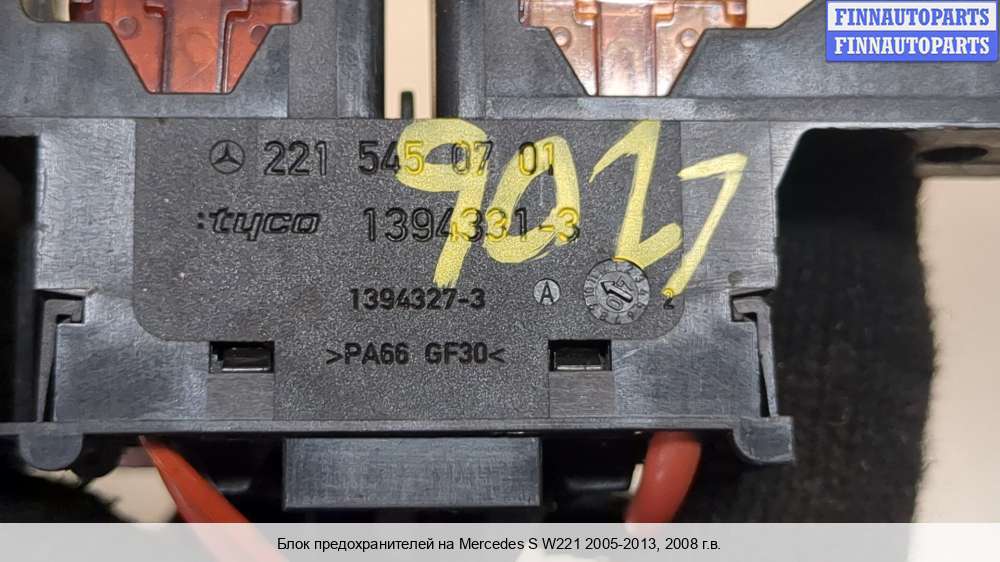 FINNAUTOPARTS
FINNAUTOPARTS
221 545 07 01
9027
:tyco 1394331-3
1394327-3 A 2
>PA66 GF30<
Блок предохранителей на Mercedes S W221 2005-2013, 2008 г.в.